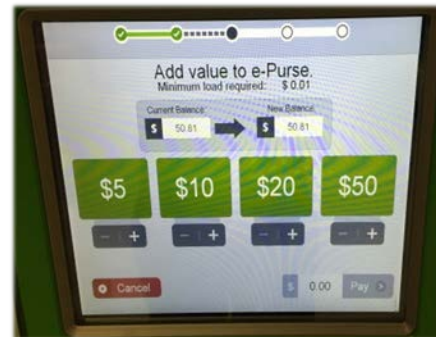 Add value to e-Purse.
Minimum load required: $ 0.01
Current Balance: New Balance:
$ 50.81 $ 50.81
$5 $10 $20 $50
− + − + − + − +
Cancel $ 0.00 Pay